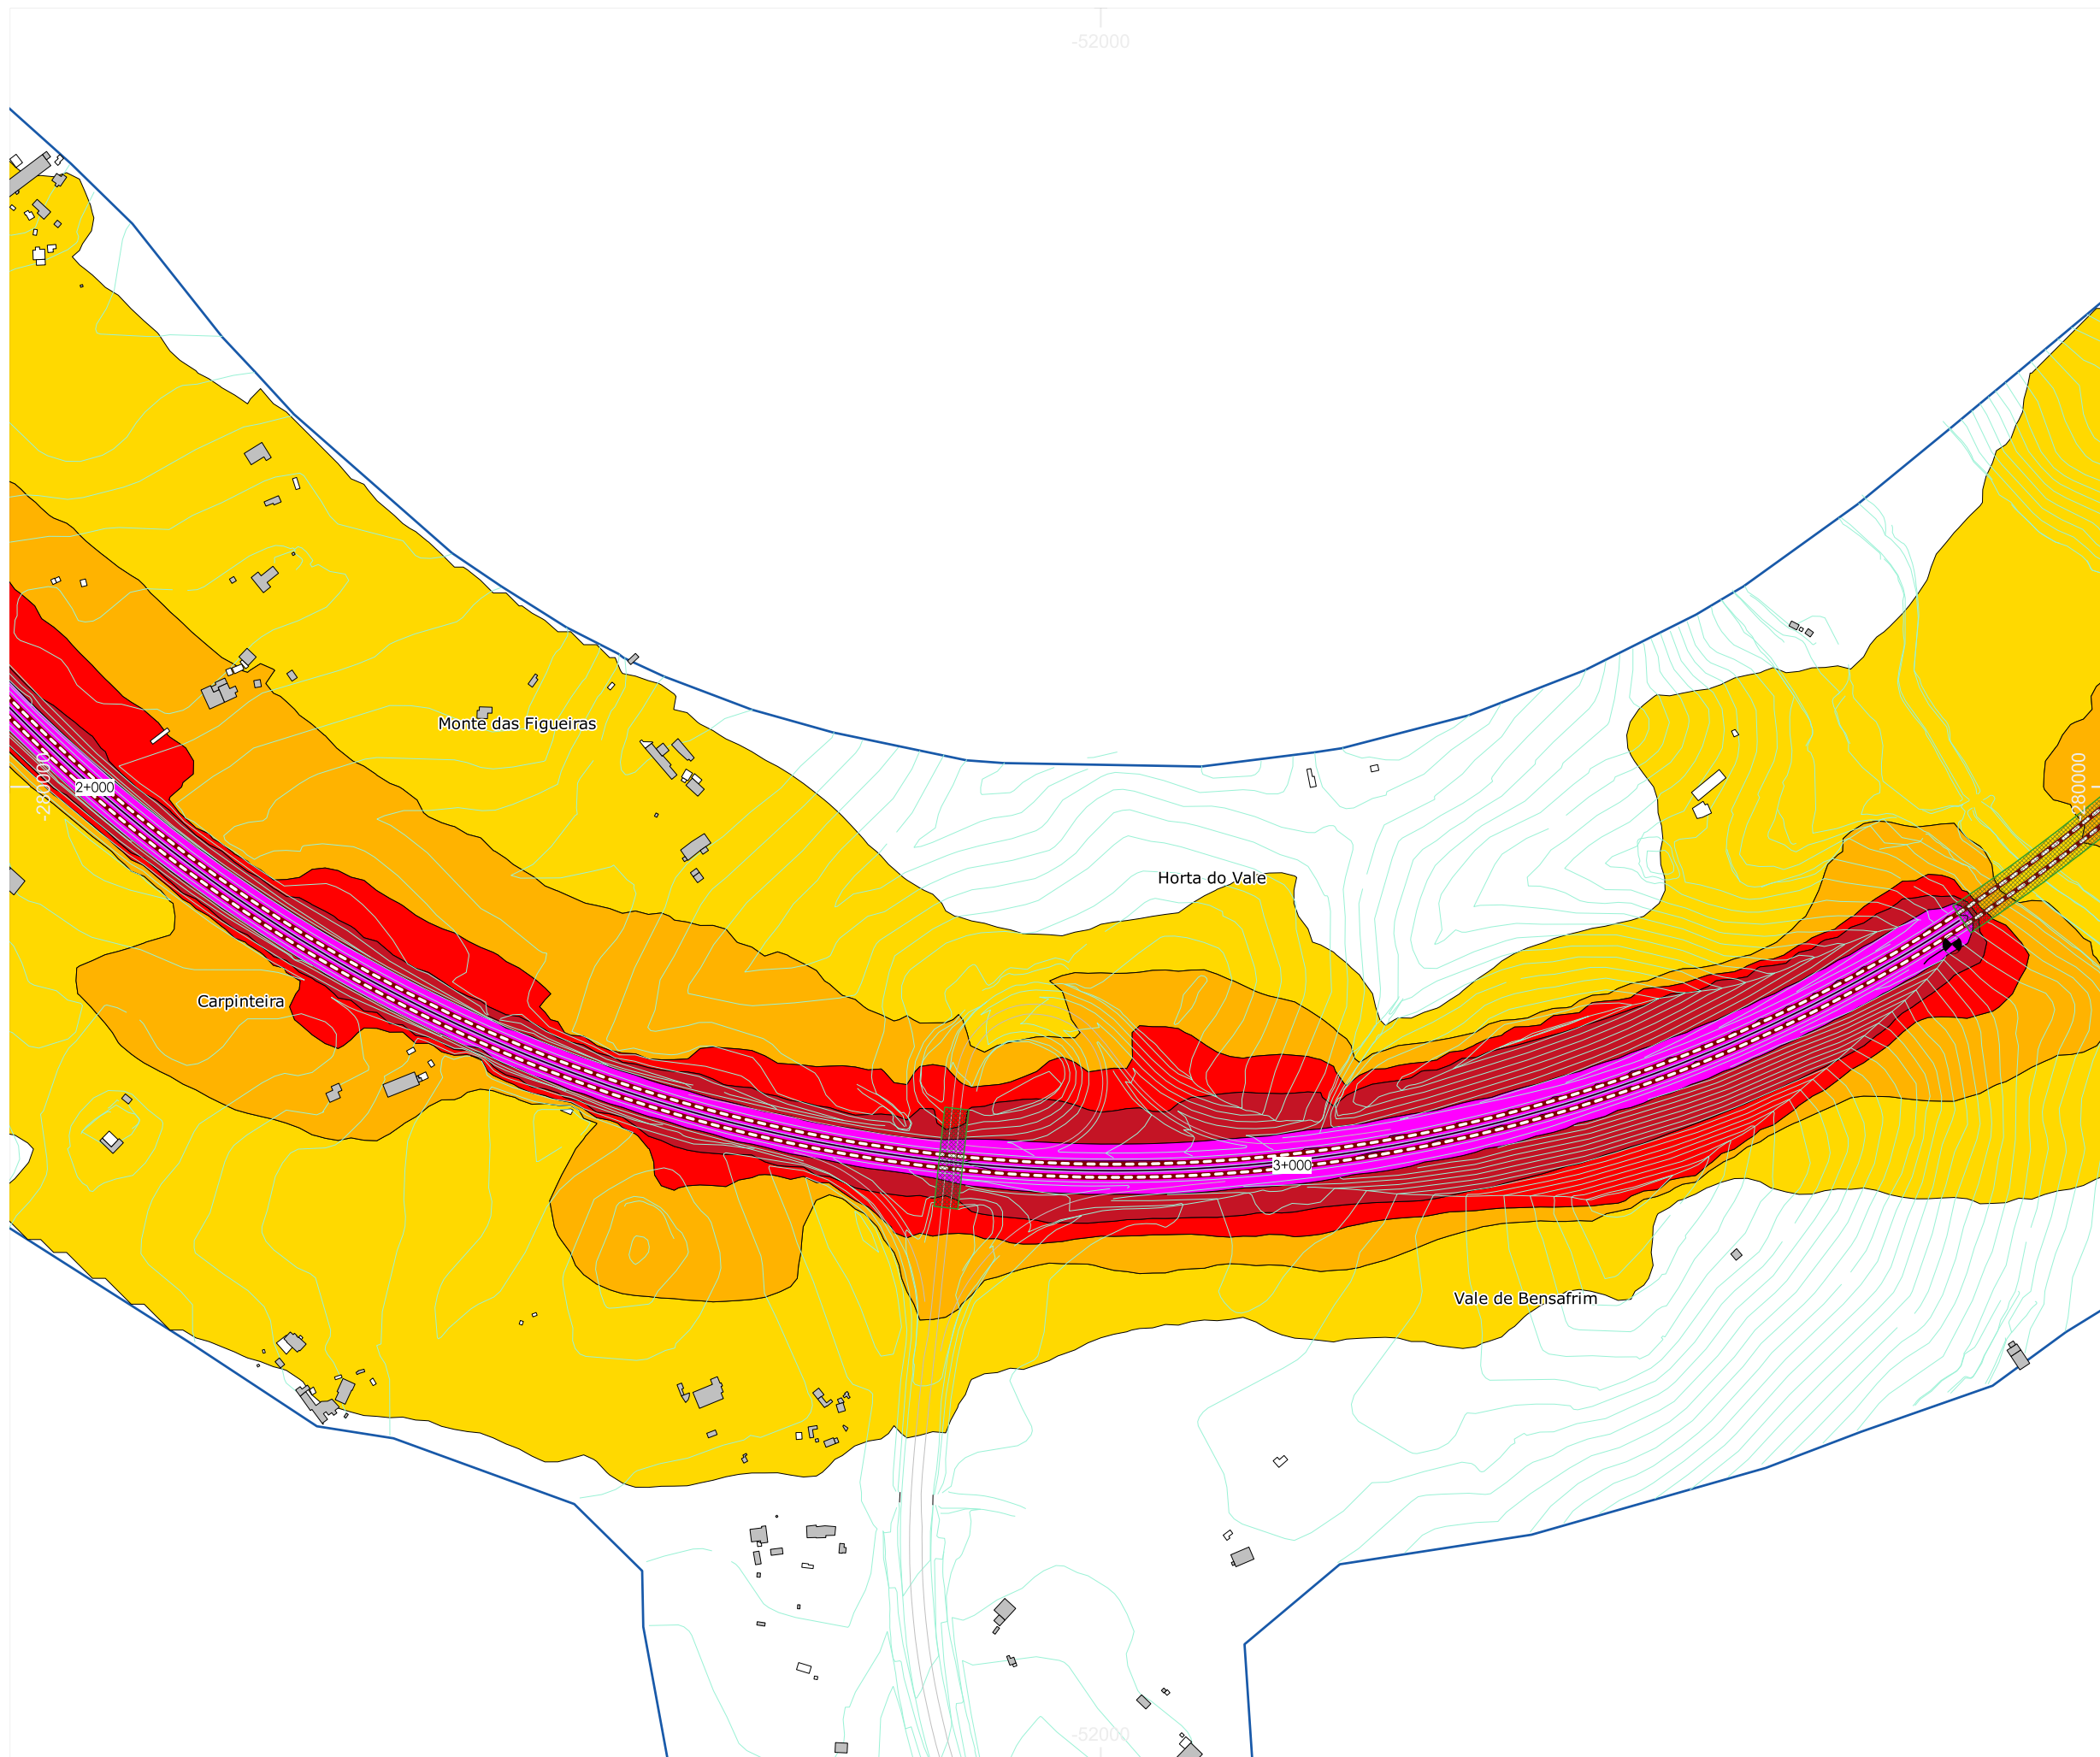 -52000
Monte das Figueiras
-280000
2+000
-280000
Horta do Vale
Carpinteira
3+000
Vale de Bensafrim
-52000